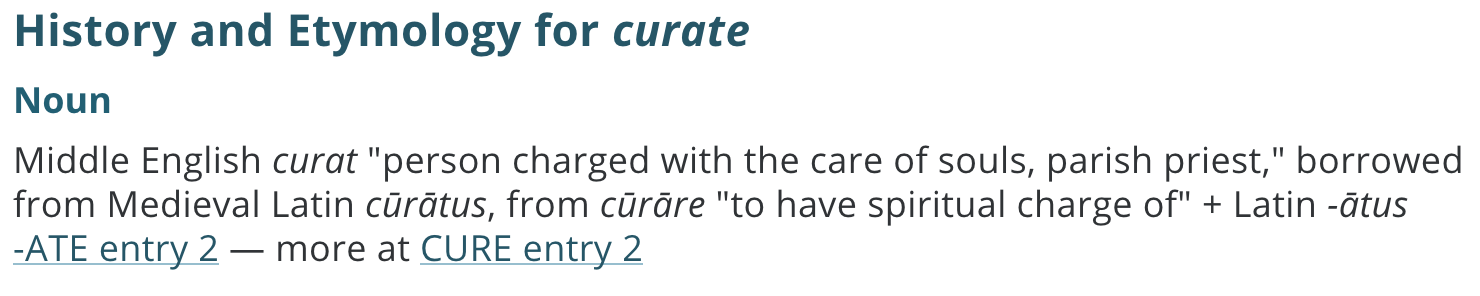 History and Etymology for curate
Noun
Middle English curat "person charged with the care of souls, parish priest," borrowed
from Medieval Latin cūrātus, from cūrāre "to have spiritual charge of" + Latin -ātus
-ATE entry 2 — more at CURE entry 2